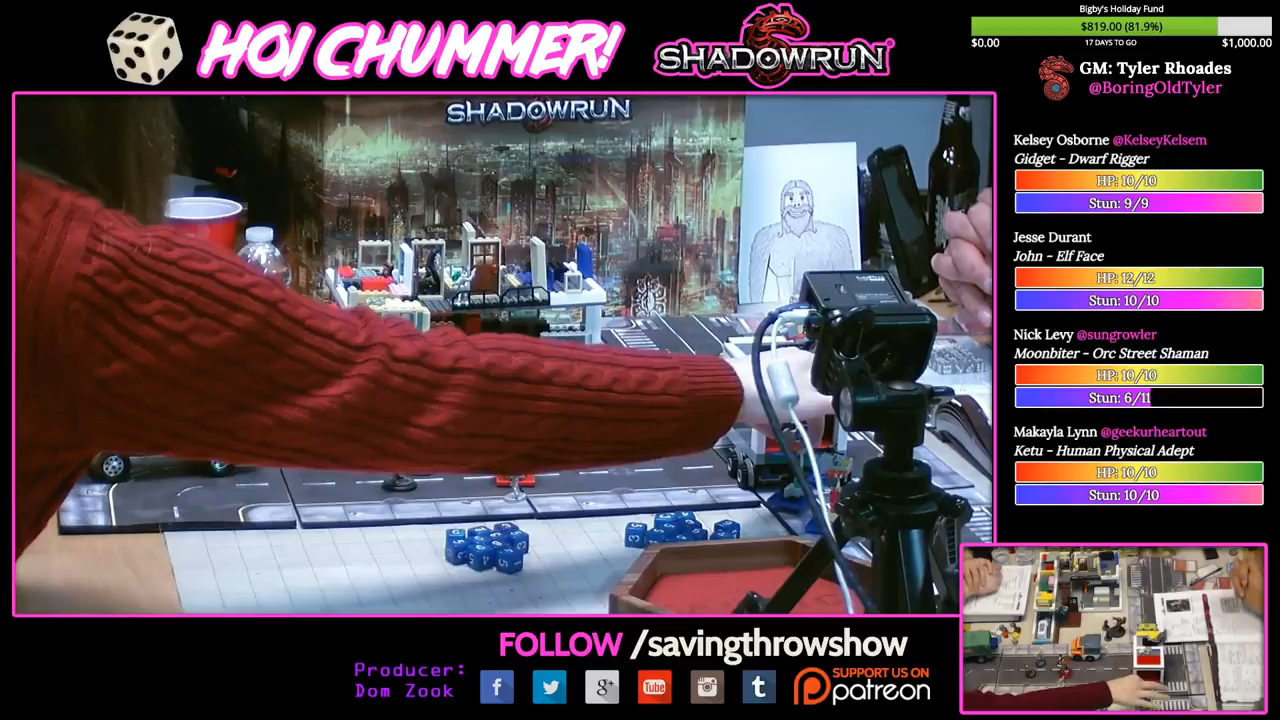 HOI CHUMMER!
SHADOWRUN
Bigby's Holiday Fund
$819.00 (81.9%)
$0.00
17 DAYS TO GO
$1,000.00
GM: Tyler Rhoades
@BoringOldTyler
SHADOWRUN
Kelsey Osborne @KelseyKelsem
Gidget - Dwarf Rigger
HP: 10/10
Stun: 9/9
Jesse Durant
John - Elf Face
HP: 12/12
Stun: 10/10
Nick Levy @sungrowler
Moonbiter - Orc Street Shaman
HP: 10/10
Stun: 6/11
Makayla Lynn @geekurheartout
Ketu - Human Physical Adept
HP: 10/10
Stun: 10/10
FOLLOW /savingthrowshow
Producer:
Dom Zook
f
g+
You Tube
t
SUPPORT US ON
patreon